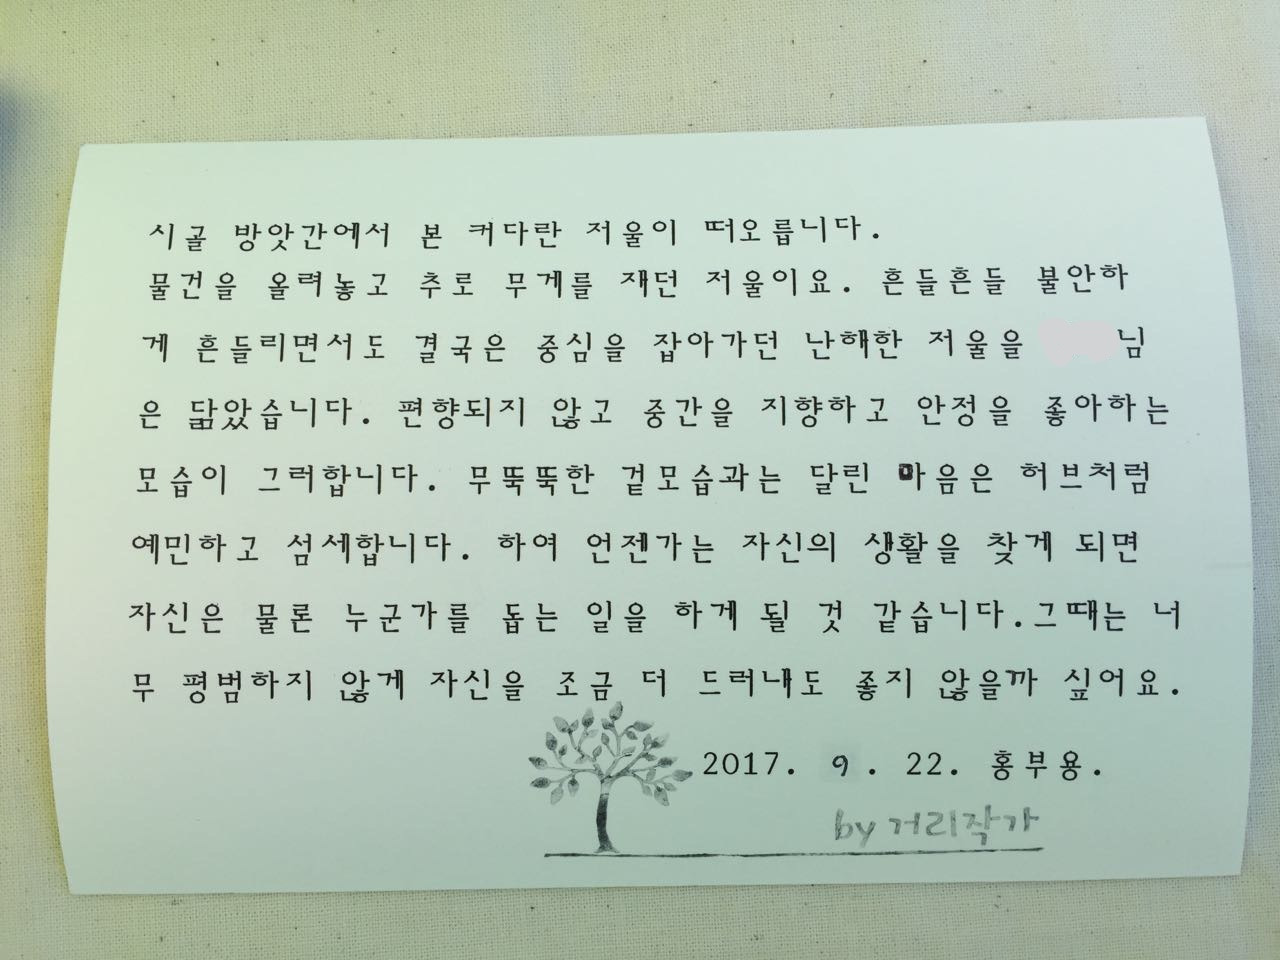 시골 방앗간에서 본 커다란 저울이 떠오릅니다.
물건을 올려놓고 추로 무게를 재던 저울이요. 흔들흔들 불안하
게 흔들리면서도 결국은 중심을 잡아가던 난해한 저울을 님
은 닮았습니다. 편향되지 않고 중간을 지향하고 안정을 좋아하는
모습이 그러합니다. 무뚝뚝한 겉모습과는 달린 마음은 허브처럼
예민하고 섬세합니다. 하여 언젠가는 자신의 생활을 찾게 되면
자신은 물론 누군가를 돕는 일을 하게 될 것 같습니다.그때는 너
무 평범하지 않게 자신을 조금 더 드러내도 좋지 않을까 싶어요.
2017. 9. 22. 홍부용.
by 거리작가